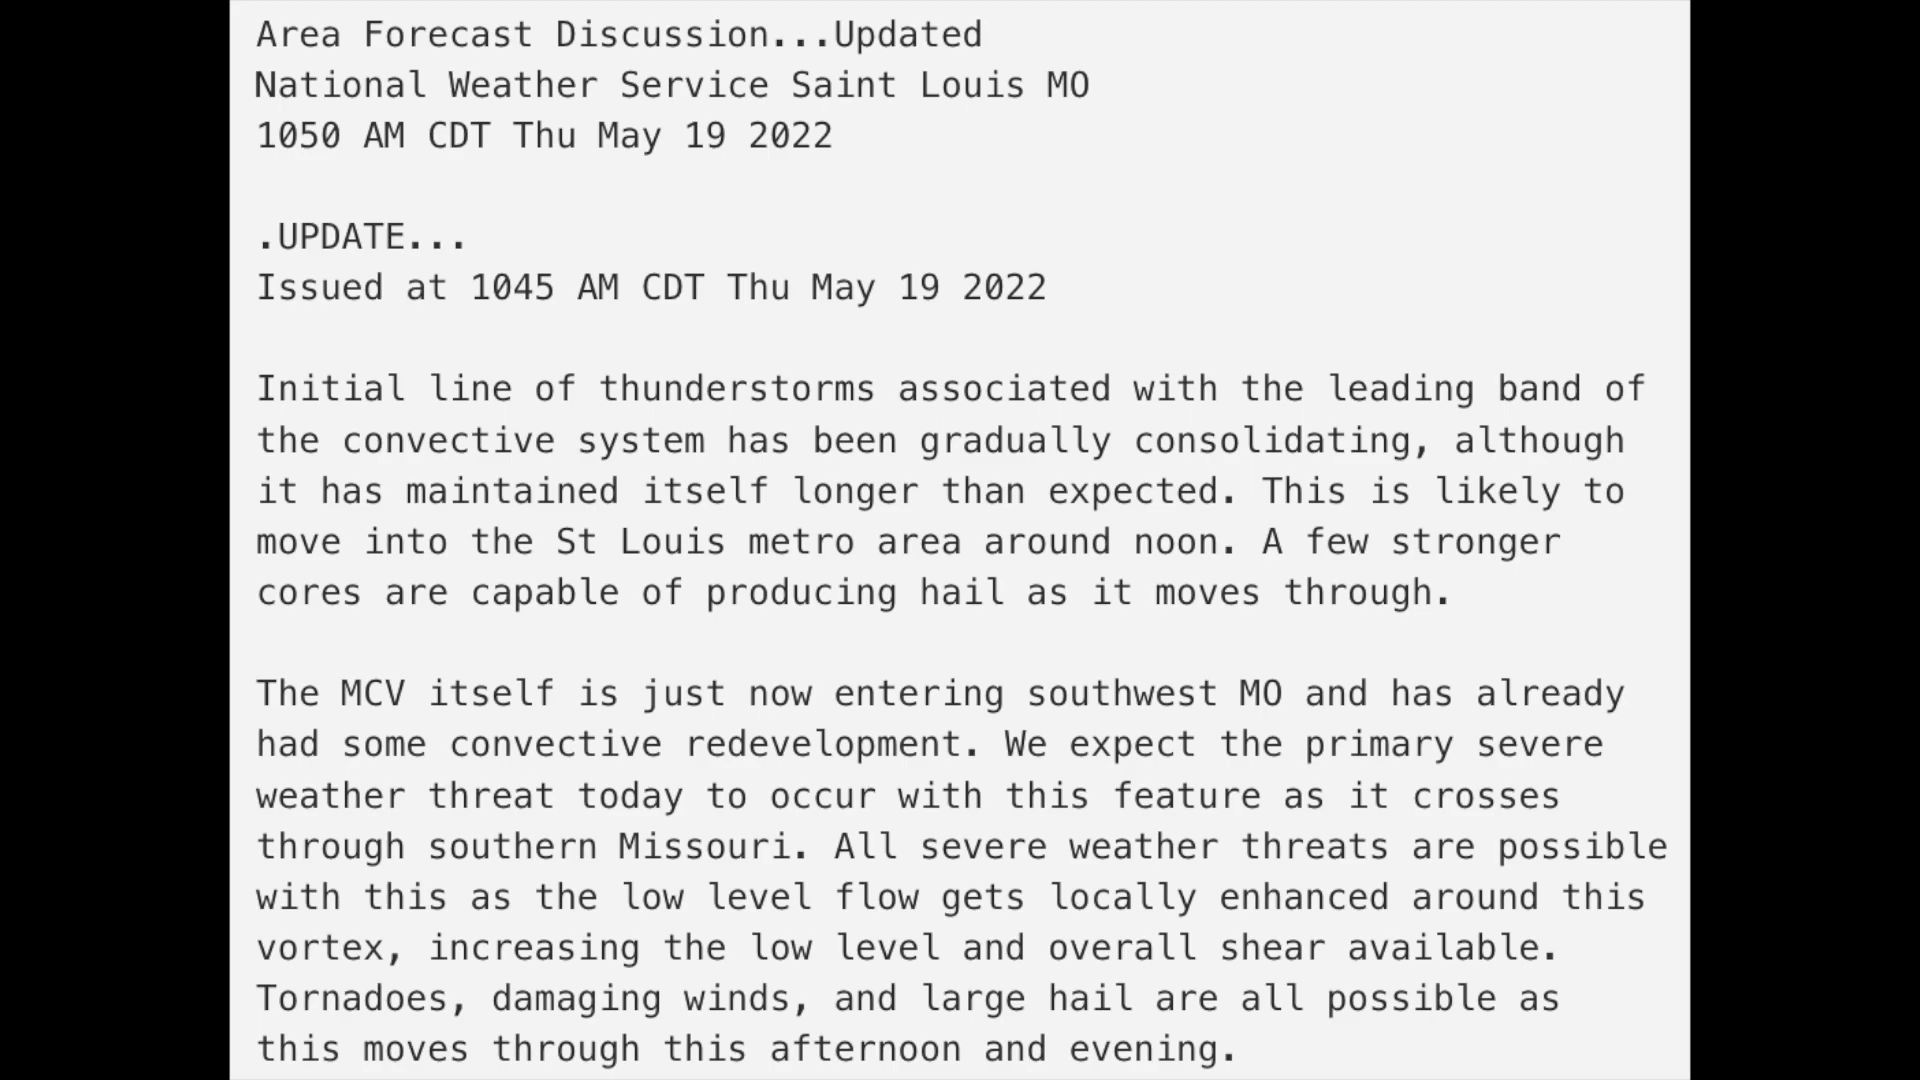 Area Forecast Discussion...Updated
National Weather Service Saint Louis MO
1050 AM CDT Thu May 19 2022
.UPDATE...
Issued at 1045 AM CDT Thu May 19 2022
Initial line of thunderstorms associated with the leading band of
the convective system has been gradually consolidating, although
it has maintained itself longer than expected. This is likely to
move into the St Louis metro area around noon. A few stronger
cores are capable of producing hail as it moves through.
The MCV itself is just now entering southwest MO and has already
had some convective redevelopment. We expect the primary severe
weather threat today to occur with this feature as it crosses
through southern Missouri. All severe weather threats are possible
with this as the low level flow gets locally enhanced around this
vortex, increasing the low level and overall shear available.
Tornadoes, damaging winds, and large hail are all possible as
this moves through this afternoon and evening.